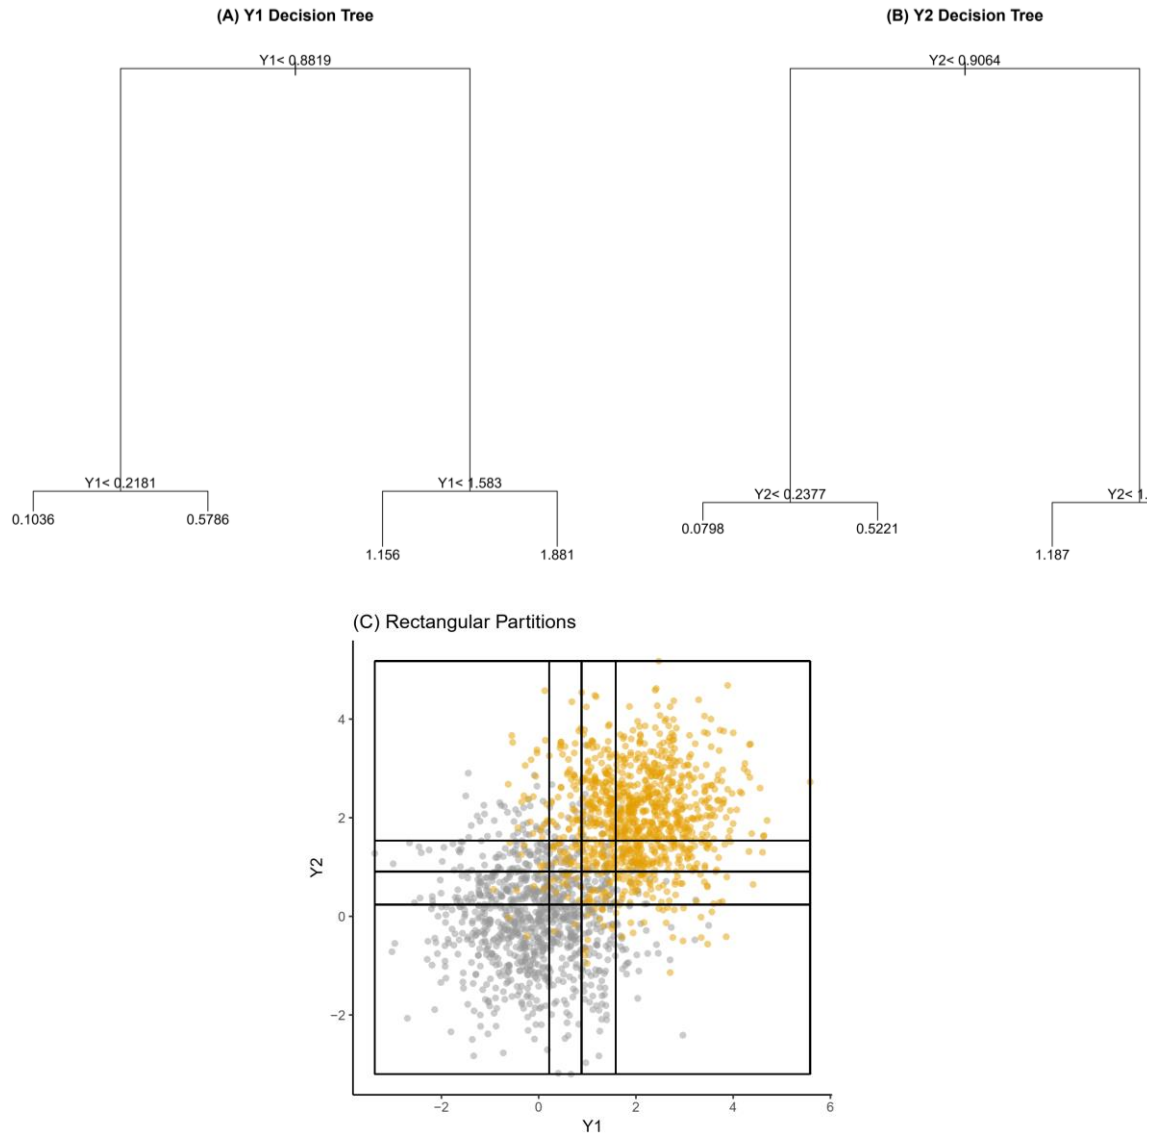 (A) Y1 Decision Tree
Y1< 0.8819
Y1< 0.2181
Y1< 1.583
0.1036
0.5786
1.156
1.881
(B) Y2 Decision Tree
Y2< 0.9064
Y2< 0.2377
Y2< 1.
0.0798
0.5221
1.187
(C) Rectangular Partitions
Y2
4
2
0
−2
−2
0
2
4
6
Y1